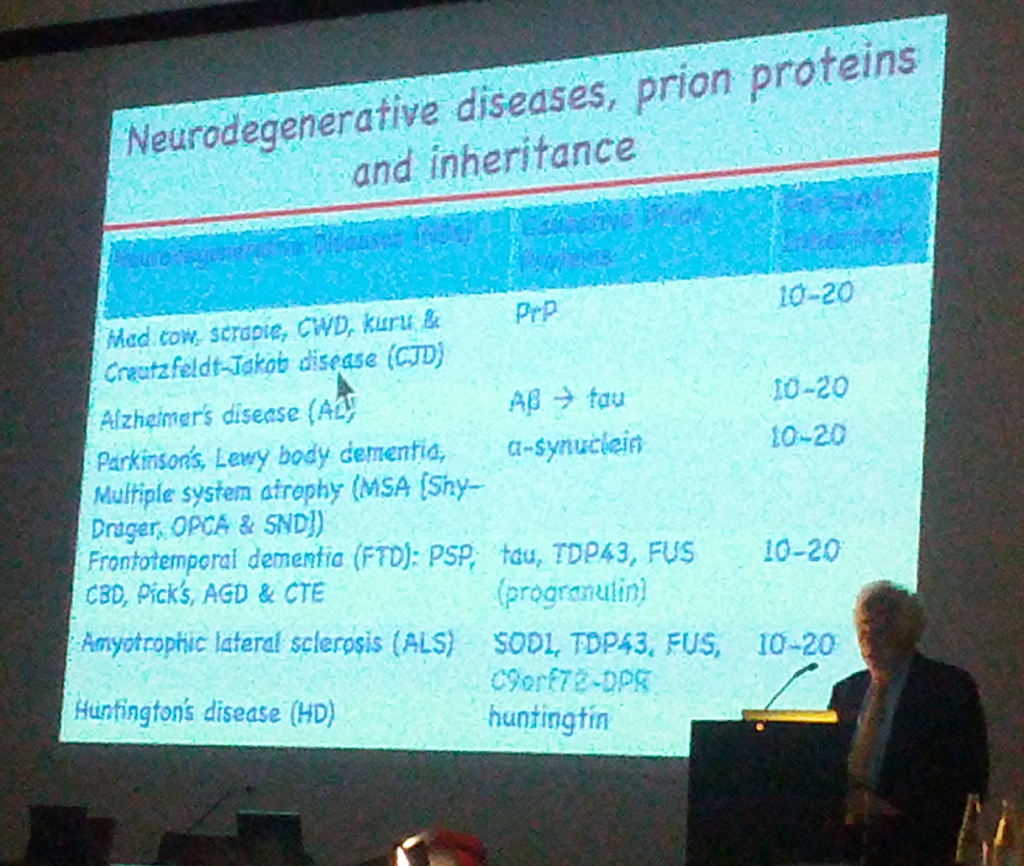 Neurodegenerative diseases, prion proteins
and inheritance
Neurodegenerative Diseases (NDs)
Causative Prion
Proteins
Percent
Inherited
Mad cow, scrapie, CWD, kuru &
Creutzfeldt-Jakob disease (CJD)
PrP
10-20
Alzheimer's disease (AD)
Aβ → tau
10-20
Parkinson's, Lewy body dementia,
Multiple system atrophy (MSA [Shy-
Drager, OPCA & SND])
α-synuclein
10-20
Frontotemporal dementia (FTD): PSP,
CBD, Pick's, AGD & CTE
tau, TDP43, FUS
(progranulin)
10-20
Amyotrophic lateral sclerosis (ALS)
SOD1, TDP43, FUS,
C9orf72-DPR
10-20
Huntington's disease (HD)
huntingtin